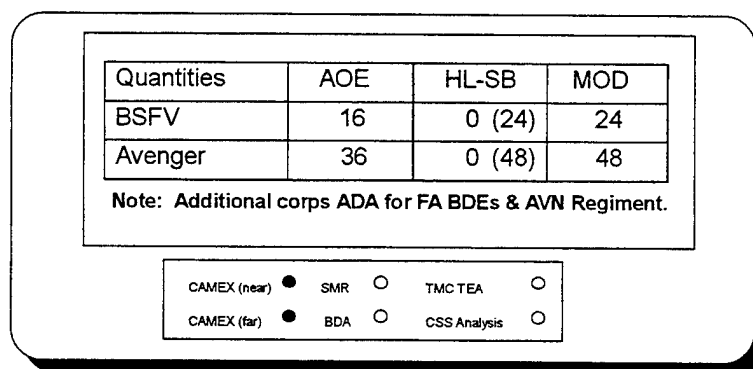 Quantities AOE HL-SB MOD
BSFV 16 0 (24) 24
Avenger 36 0 (48) 48
Note: Additional corps ADA for FA BDEs & AVN Regiment.
CAMEX (near) SMR TMC TEA
CAMEX (far) BDA CSS Analysis